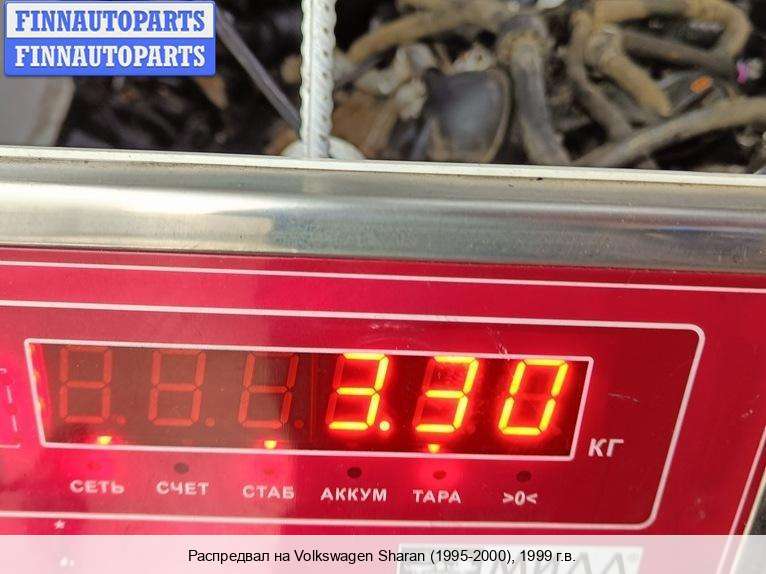 FINNAUTOPARTS
FINNAUTOPARTS
3.30
КГ
СЕТЬ СЧЕТ СТАБ АККУМ ТАРА >0<
Распредвал на Volkswagen Sharan (1995-2000), 1999 г.в.